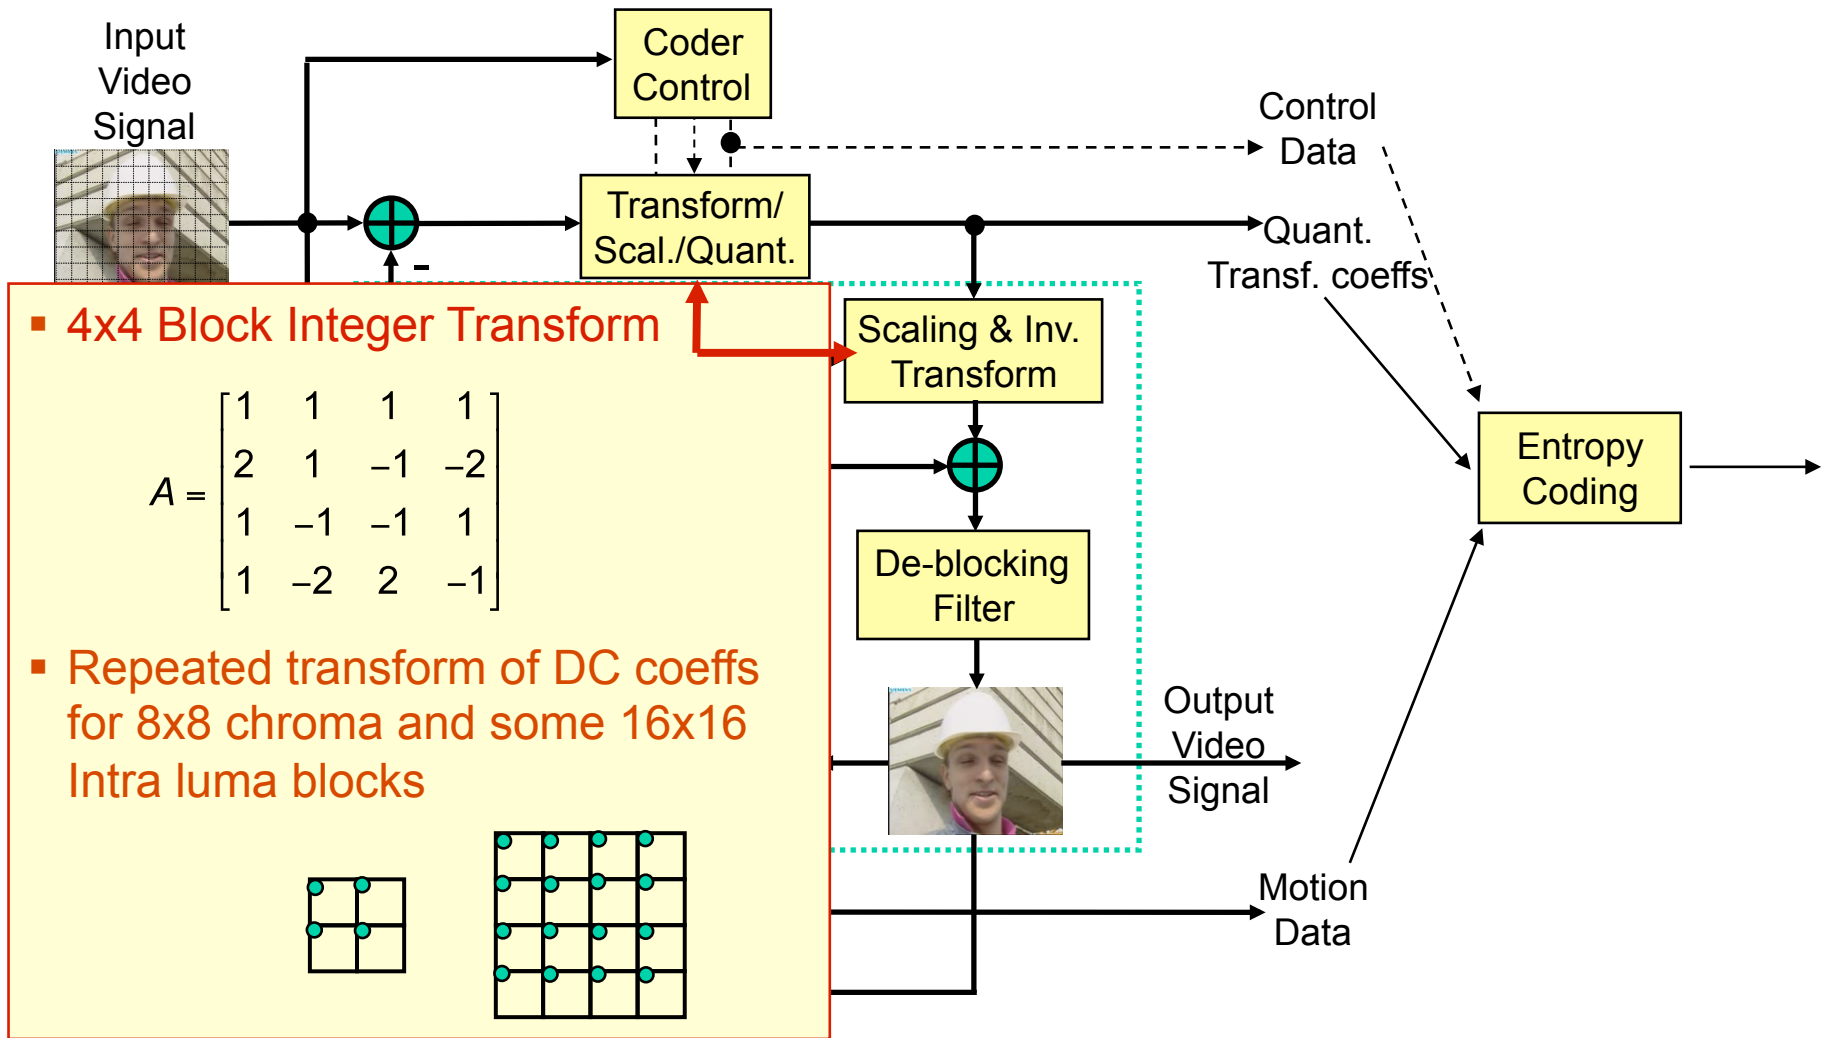 Input
Video
Signal
Coder
Control
Control
Data
Transform/
Scal./Quant.
-
Quant.
Transf. coeffs
▪ 4x4 Block Integer Transform
Scaling & Inv.
Transform
A =
1 1 1 1
2 1 −1 −2
1 −1 −1 1
1 −2 2 −1
Entropy
Coding
De-blocking
Filter
▪ Repeated transform of DC coeffs
for 8x8 chroma and some 16x16
Intra luma blocks
Output
Video
Signal
Motion
Data